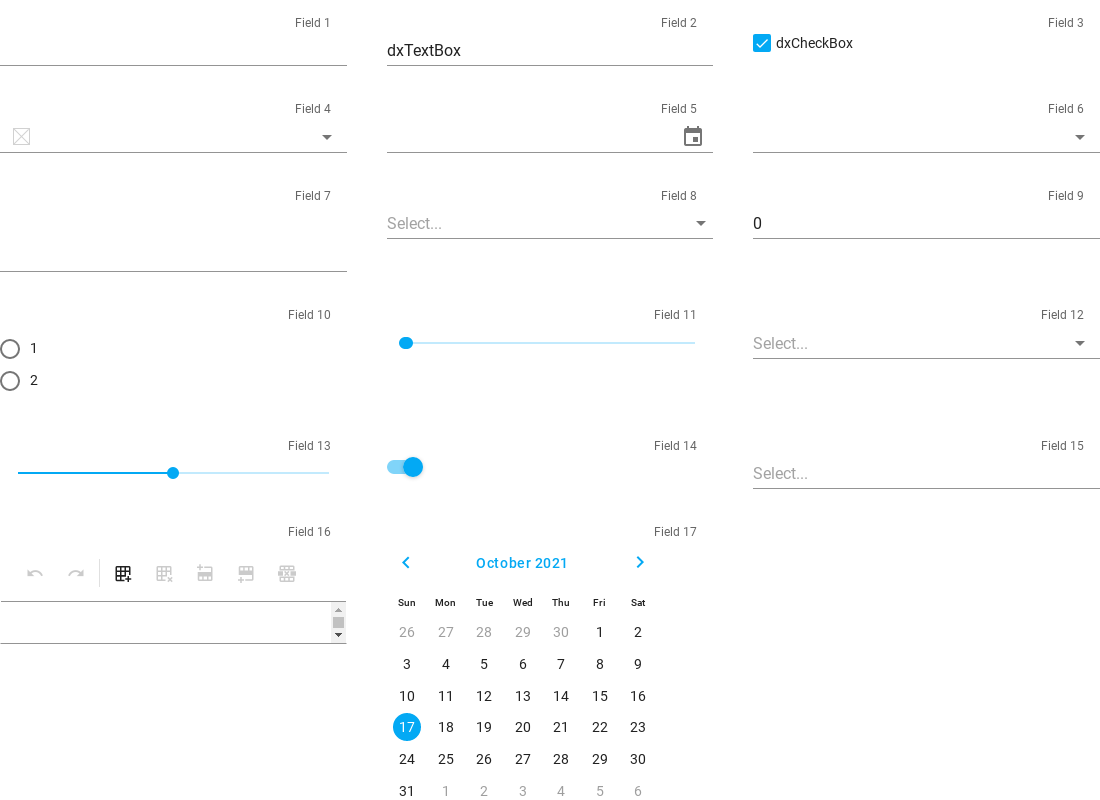 Field 1
Field 2
dxTextBox
Field 3
dxCheckBox
Field 4
Field 5
Field 6
Field 7
Field 8
Select...
Field 9
0
Field 10
1
2
Field 11
Field 12
Select...
Field 13
Field 14
Field 15
Select...
Field 16
Field 17
October 2021
Sun Mon Tue Wed Thu Fri Sat
26 27 28 29 30 1 2
3 4 5 6 7 8 9
10 11 12 13 14 15 16
17 18 19 20 21 22 23
24 25 26 27 28 29 30
31 1 2 3 4 5 6